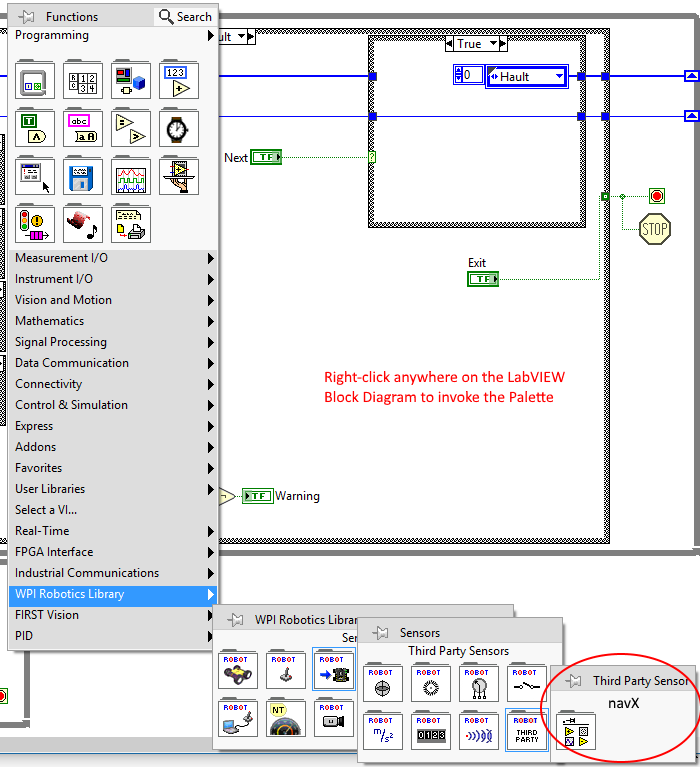 Functions
Search
Programming
Measurement I/O
Instrument I/O
Vision and Motion
Mathematics
Signal Processing
Data Communication
Connectivity
Control & Simulation
Express
Addons
Favorites
User Libraries
Select a VI...
Real-Time
FPGA Interface
Industrial Communications
WPI Robotics Library
FIRST Vision
PID
ult
True
0
Hault
Next
TF
?
STOP
Exit
TF
Right-click anywhere on the LabVIEW
Block Diagram to invoke the Palette
TF
Warning
WPI Robotics Librar
Ser
ROBOT
ROBOT
ROBOT
ROBOT
NT
ROBOT
Sensors
Third Party Sensors
ROBOT
ROBOT
ROBOT
ROBOT
ROBOT
m/s²
ROBOT
0123
ROBOT
ROBOT
THIRD
PARTY
Third Party Sensor
navX